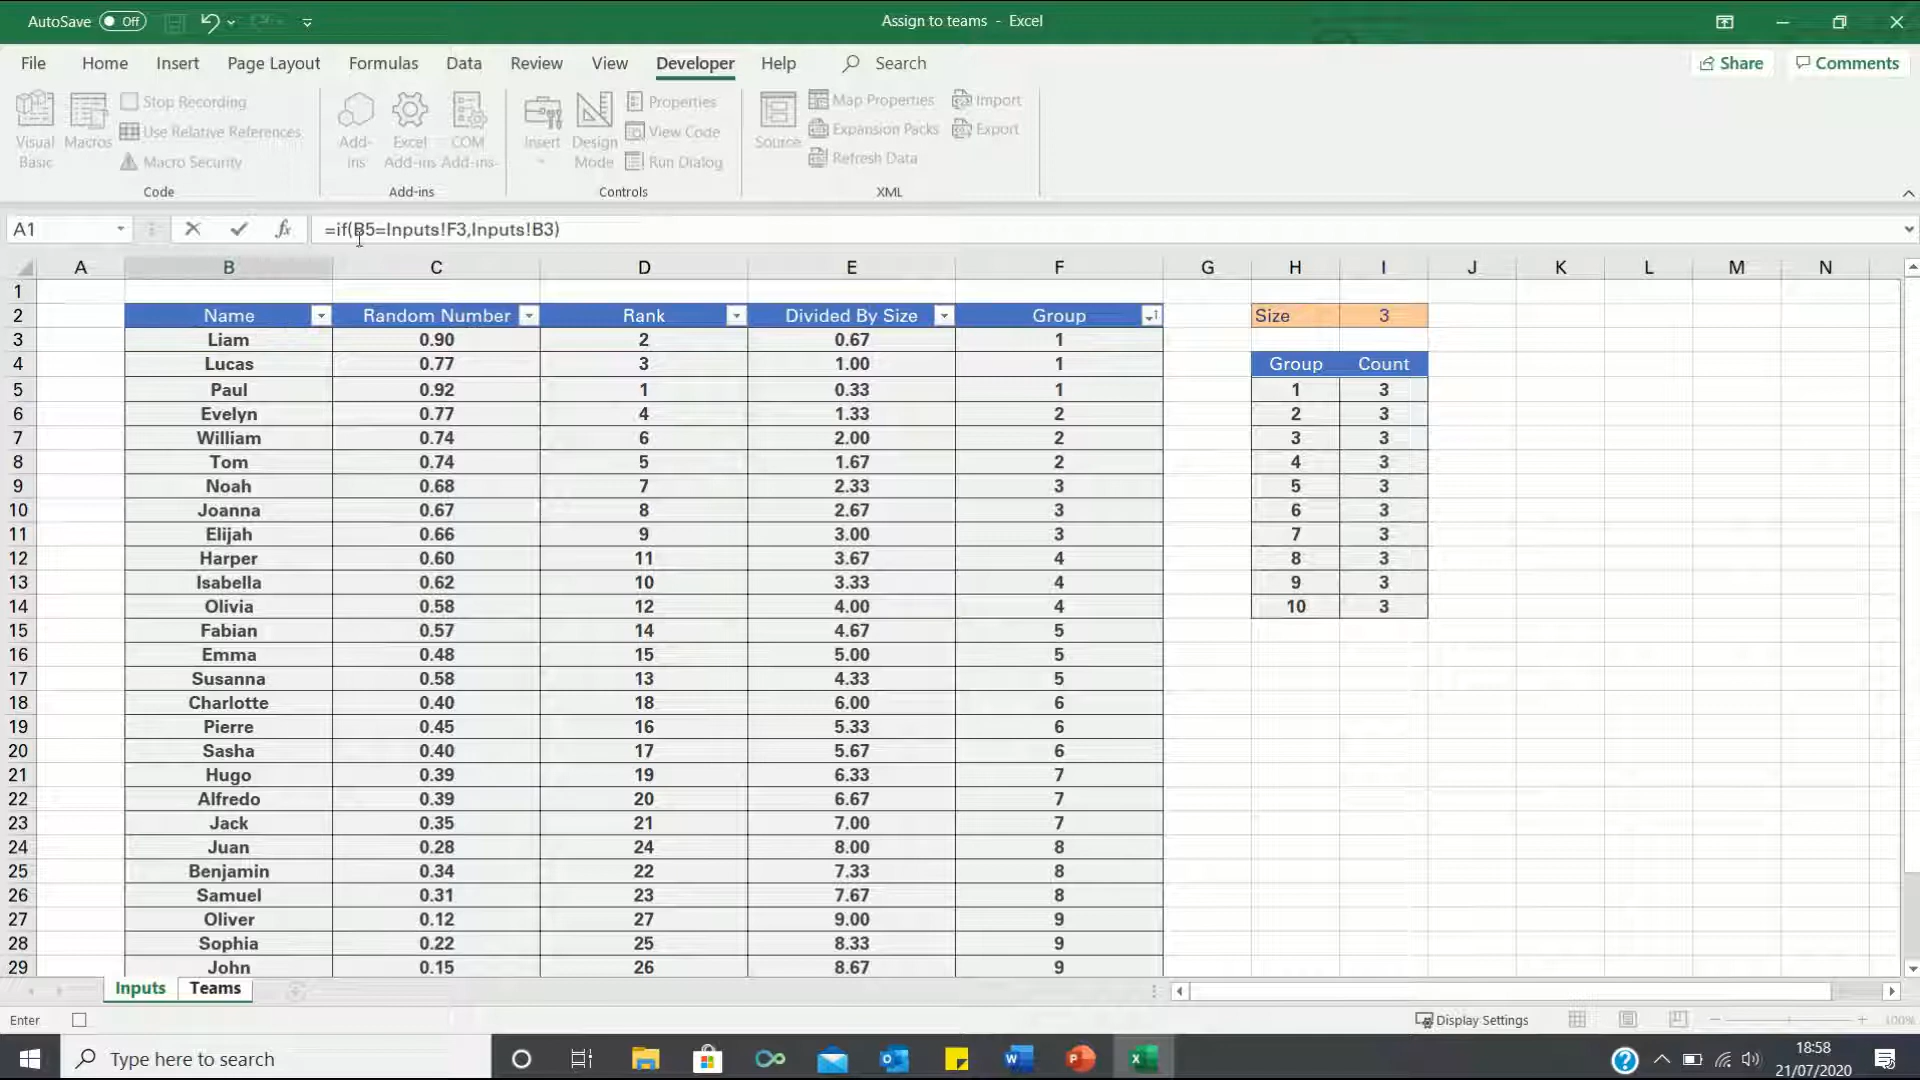 AutoSave Off
Assign to teams - Excel
File Home Insert Page Layout Formulas Data Review View Developer Help Search Share Comments
Visual Basic
Macros
Stop Recording
Use Relative References
Macro Security
Code
Add-ins
Excel Add-ins
COM Add-ins
Add-ins
Insert
Design Mode
Properties
View Code
Run Dialog
Controls
Source
Map Properties
Expansion Packs
Refresh Data
Import
Export
XML
A1 fx =if(B5=Inputs!F3,Inputs!B3)
A B C D E F G H I J K L M N
1
2 Name Random Number Rank Divided By Size Group Size 3
3 Liam 0.90 2 0.67 1
4 Lucas 0.77 3 1.00 1 Group Count
5 Paul 0.92 1 0.33 1 1 3
6 Evelyn 0.77 4 1.33 2 2 3
7 William 0.74 6 2.00 2 3 3
8 Tom 0.74 5 1.67 2 4 3
9 Noah 0.68 7 2.33 3 5 3
10 Joanna 0.67 8 2.67 3 6 3
11 Elijah 0.66 9 3.00 3 7 3
12 Harper 0.60 11 3.67 4 8 3
13 Isabella 0.62 10 3.33 4 9 3
14 Olivia 0.58 12 4.00 4 10 3
15 Fabian 0.57 14 4.67 5
16 Emma 0.48 15 5.00 5
17 Susanna 0.58 13 4.33 5
18 Charlotte 0.40 18 6.00 6
19 Pierre 0.45 16 5.33 6
20 Sasha 0.40 17 5.67 6
21 Hugo 0.39 19 6.33 7
22 Alfredo 0.39 20 6.67 7
23 Jack 0.35 21 7.00 7
24 Juan 0.28 24 8.00 8
25 Benjamin 0.34 22 7.33 8
26 Samuel 0.31 23 7.67 8
27 Oliver 0.12 27 9.00 9
28 Sophia 0.22 25 8.33 9
29 John 0.15 26 8.67 9
Inputs Teams
Enter
Display Settings
100%
Type here to search
18:58
21/07/2020